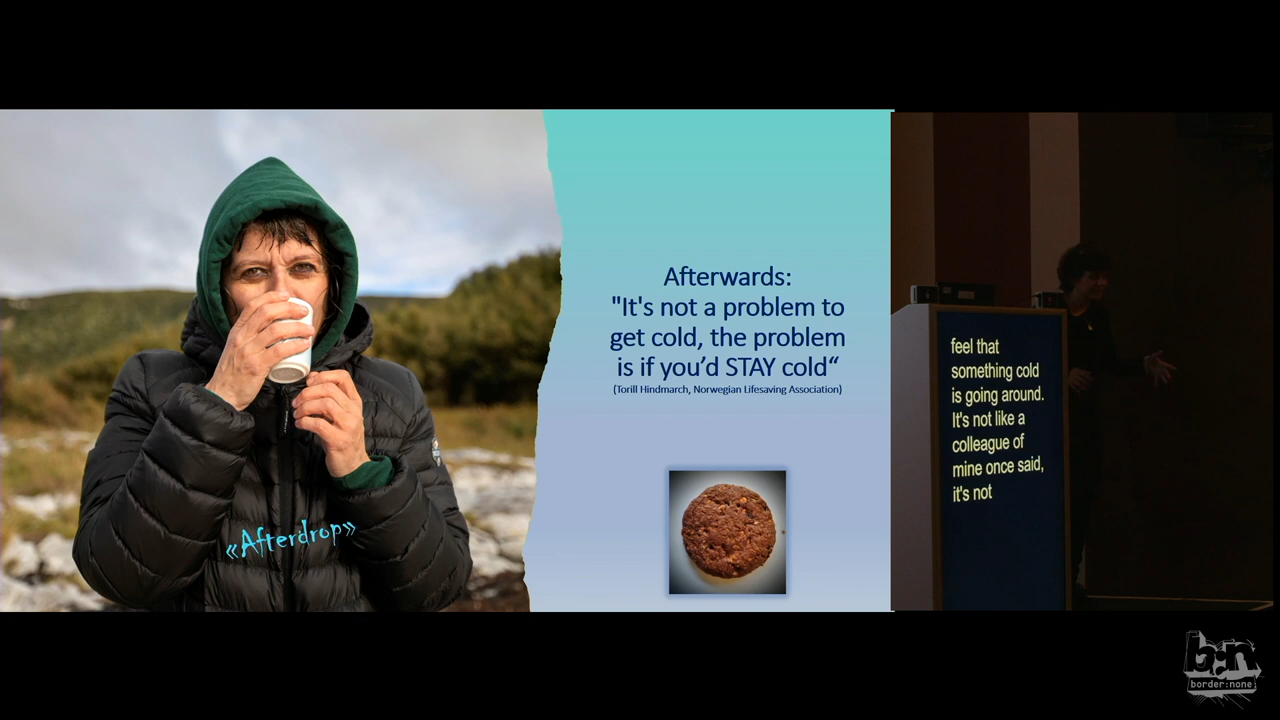 Afterwards:
"It's not a problem to
get cold, the problem
is if you’d STAY cold“
(Torill Hindmarch, Norwegian Lifesaving Association)
«Afterdrop»
feel that
something cold
is going around.
It's not like a
colleague of
mine once said,
it's not
b:n
border:none